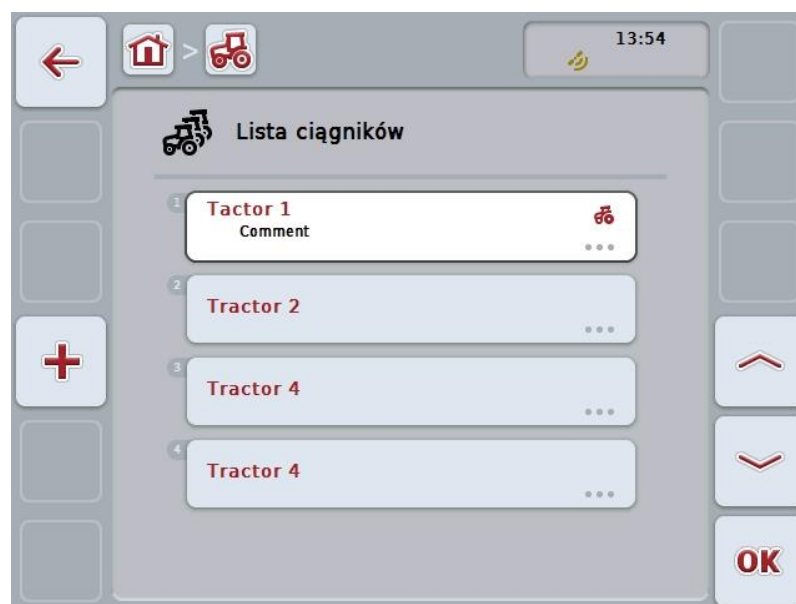 >
13:54
Lista ciągników
1
Tactor 1
Comment
2
Tractor 2
3
Tractor 4
4
Tractor 4
OK